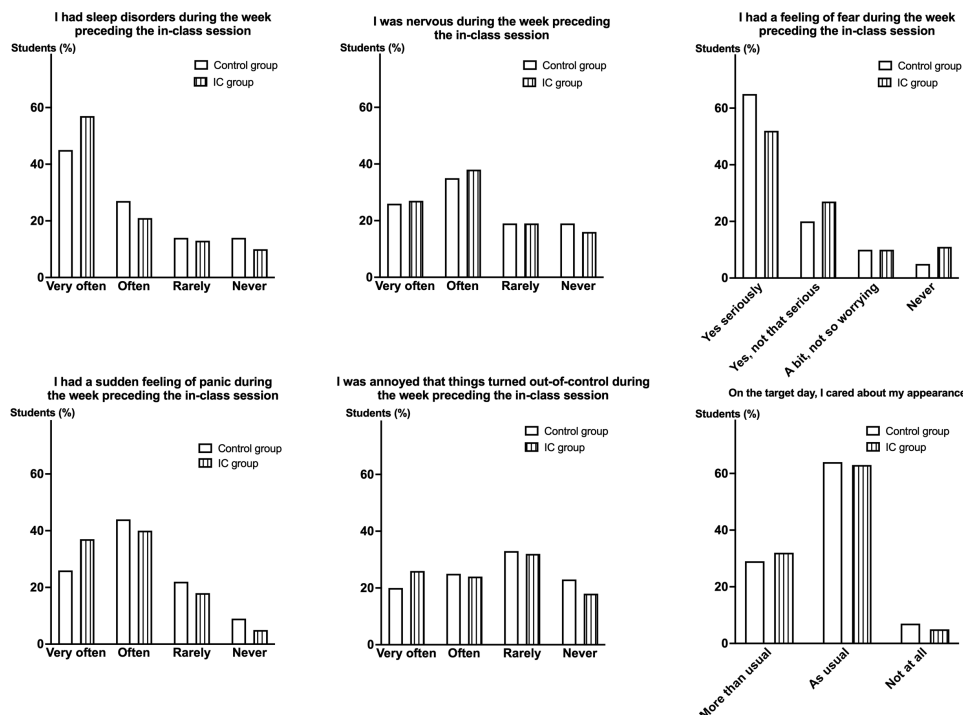 I had sleep disorders during the week
preceding the in-class session
Students (%)
Control group
IC group
60
40
20
0
Very often Often Rarely Never
I was nervous during the week preceding
the in-class session
Students (%)
Control group
IC group
60
40
20
0
Very often Often Rarely Never
I had a feeling of fear during the week
preceding the in-class session
Students (%)
Control group
IC group
60
40
20
0
Yes seriously
Yes, not that serious
A bit, not so worrying
Never
I had a sudden feeling of panic during
the week preceding the in-class session
Students (%)
Control group
IC group
60
40
20
0
Very often Often Rarely Never
I was annoyed that things turned out-of-control during
the week preceding the in-class session
Students (%)
Control group
IC group
60
40
20
0
Very often Often Rarely Never
On the target day, I cared about my appearance
Students (%)
Control group
IC group
60
40
20
0
More than usual
As usual
Not at all